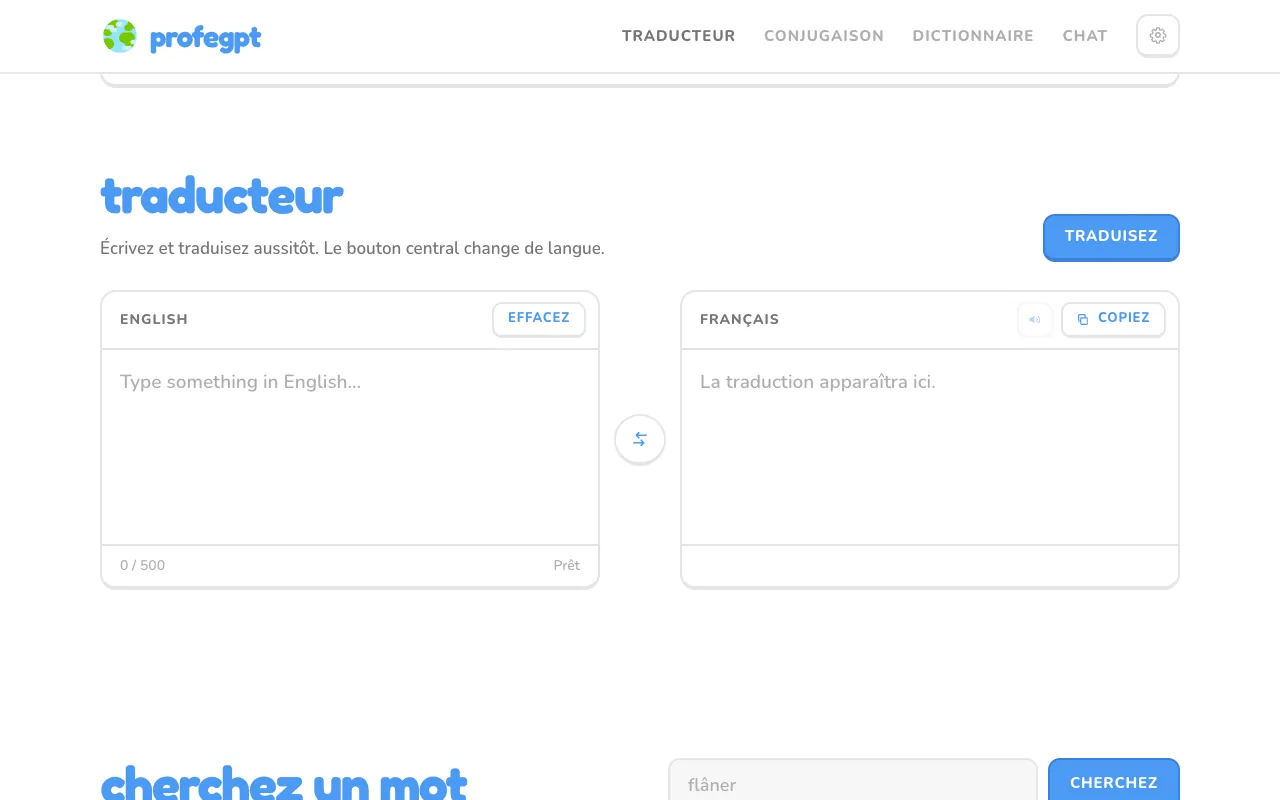 profegpt
TRADUCTEUR
CONJUGAISON
DICTIONNAIRE
CHAT
traducteur
Écrivez et traduisez aussitôt. Le bouton central change de langue.
TRADUISEZ
ENGLISH
EFFACEZ
Type something in English...
0 / 500
Prêt
FRANÇAIS
COPIEZ
La traduction apparaîtra ici.
cherchez un mot
flâner
CHERCHEZ